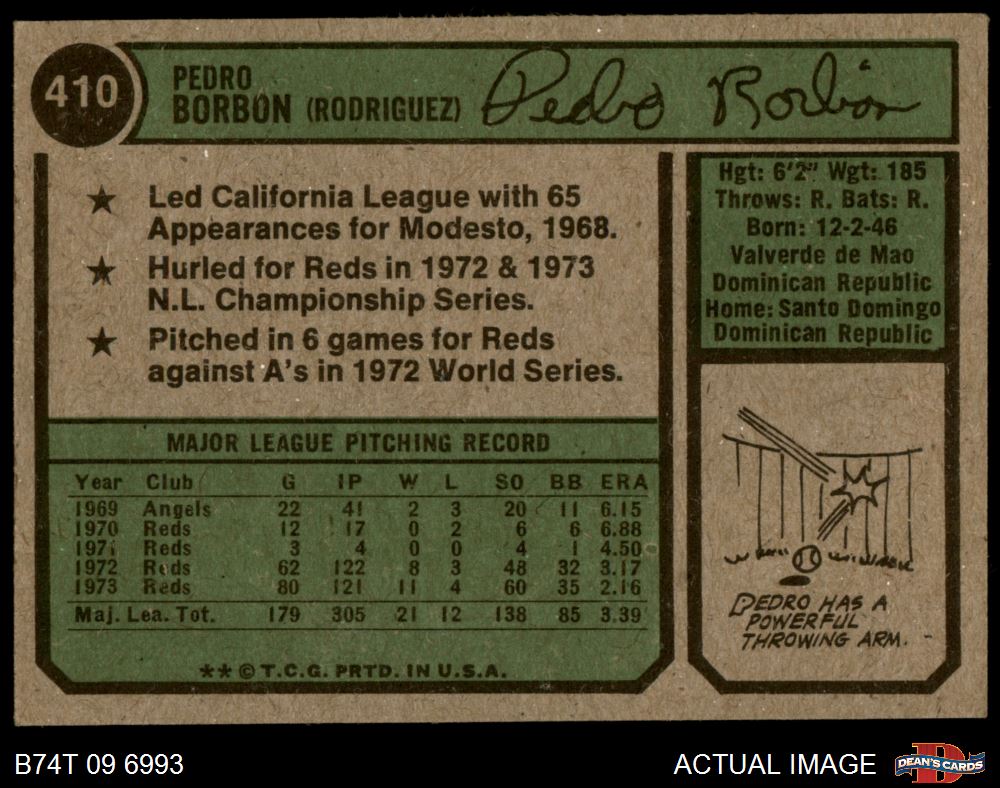 410
PEDRO
BORBON (RODRIGUEZ)
Pedro Borbon
★ Led California League with 65
Appearances for Modesto, 1968.
★ Hurled for Reds in 1972 & 1973
N.L. Championship Series.
★ Pitched in 6 games for Reds
against A's in 1972 World Series.
Hgt: 6'2" Wgt: 185
Throws: R. Bats: R.
Born: 12-2-46
Valverde de Mao
Dominican Republic
Home: Santo Domingo
Dominican Republic
MAJOR LEAGUE PITCHING RECORD
Year Club G IP W L SO BB ERA
1969 Angels 22 41 2 3 20 11 6.15
1970 Reds 12 17 0 2 6 6 6.88
1971 Reds 3 4 0 0 4 1 4.50
1972 Reds 62 122 8 3 48 32 3.17
1973 Reds 80 121 11 4 60 35 2.16
Maj. Lea. Tot. 179 305 21 12 138 85 3.39
**© T.C.G. PRTD. IN U.S.A.
PEDRO HAS A
POWERFUL
THROWING ARM.
B74T 09 6993
ACTUAL IMAGE
D
DEAN'S CARDS